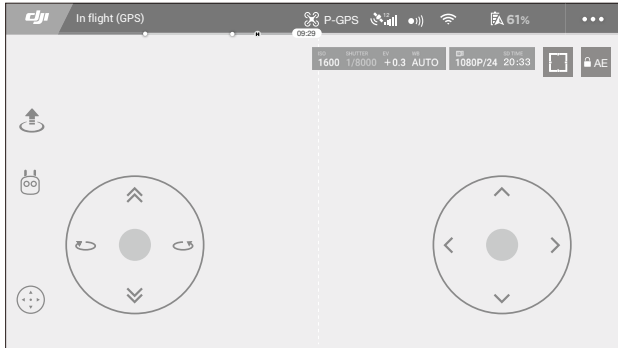 dji In flight (GPS) P-GPS 12 61%
H 09:29
ISO SHUTTER EV WB SD TIME
1600 1/8000 +0.3 AUTO 1080P/24 20:33 AE